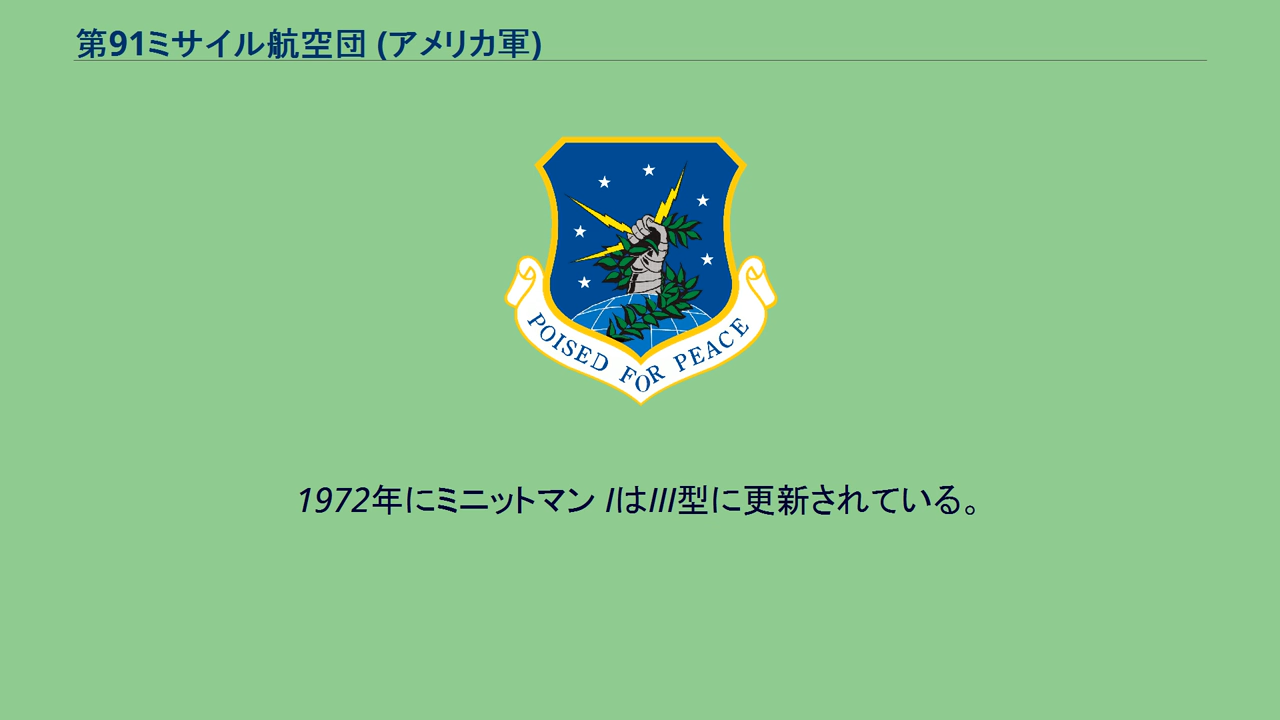 第91ミサイル航空団 (アメリカ軍)
POISED FOR PEACE
1972年にミニットマン IはIII型に更新されている。